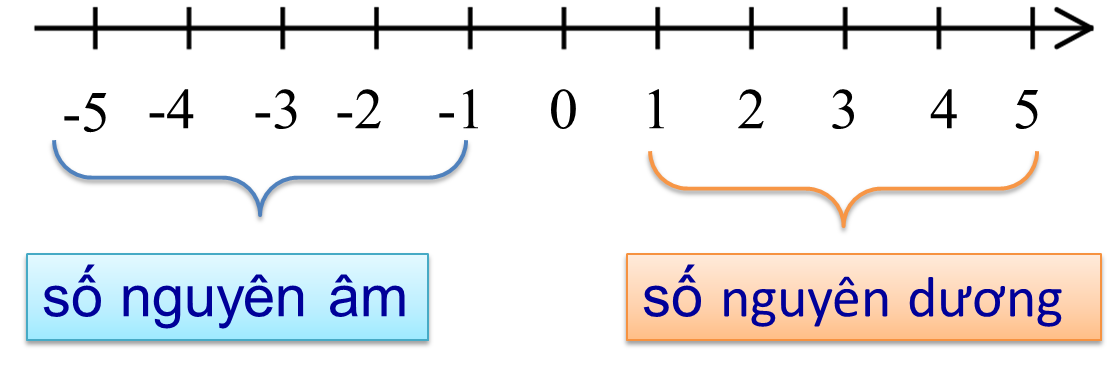 -5 -4 -3 -2 -1 0 1 2 3 4 5
số nguyên âm số nguyên dương